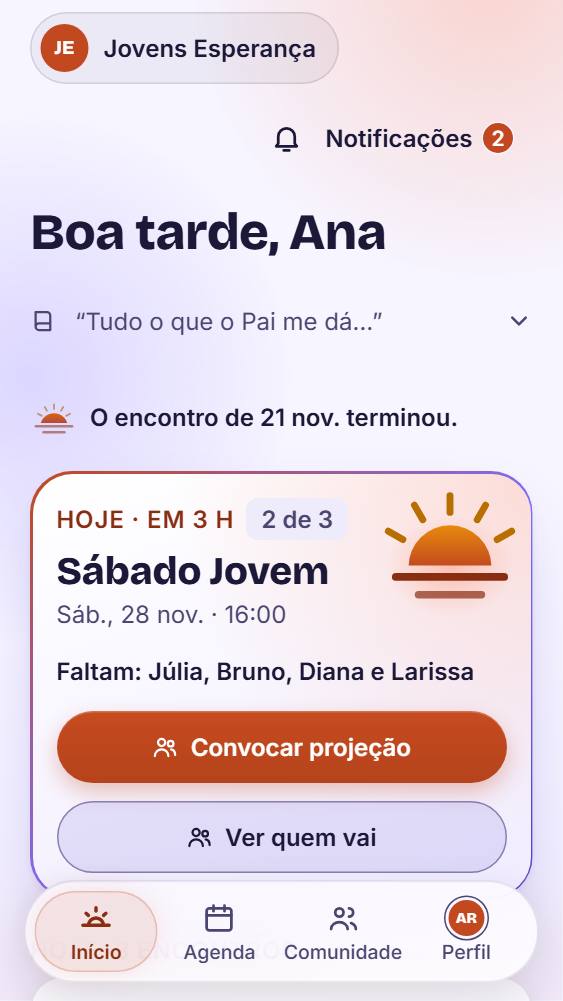 JE Jovens Esperança
Notificações 2
Boa tarde, Ana
“Tudo o que o Pai me dá...”
O encontro de 21 nov. terminou.
HOJE · EM 3 H 2 de 3
Sábado Jovem
Sáb., 28 nov. · 16:00
Faltam: Júlia, Bruno, Diana e Larissa
Convocar projeção
Ver quem vai
AR
Início Agenda Comunidade Perfil